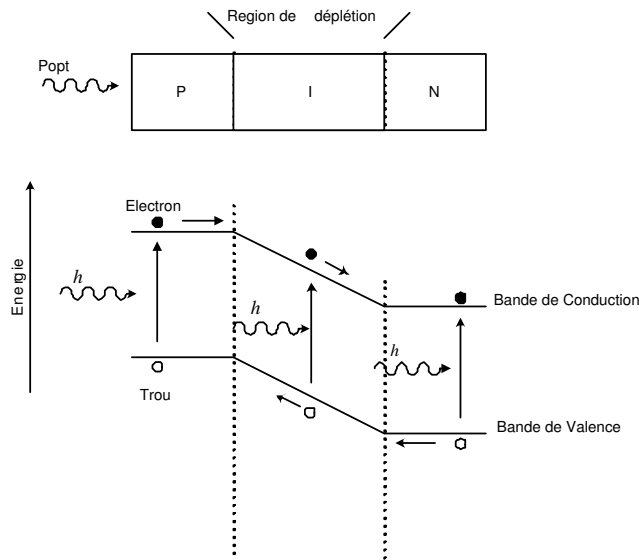 Region de déplétion
Popt
P
I
N
Energie
Electron
h
h
h
Bande de Conduction
Trou
Bande de Valence